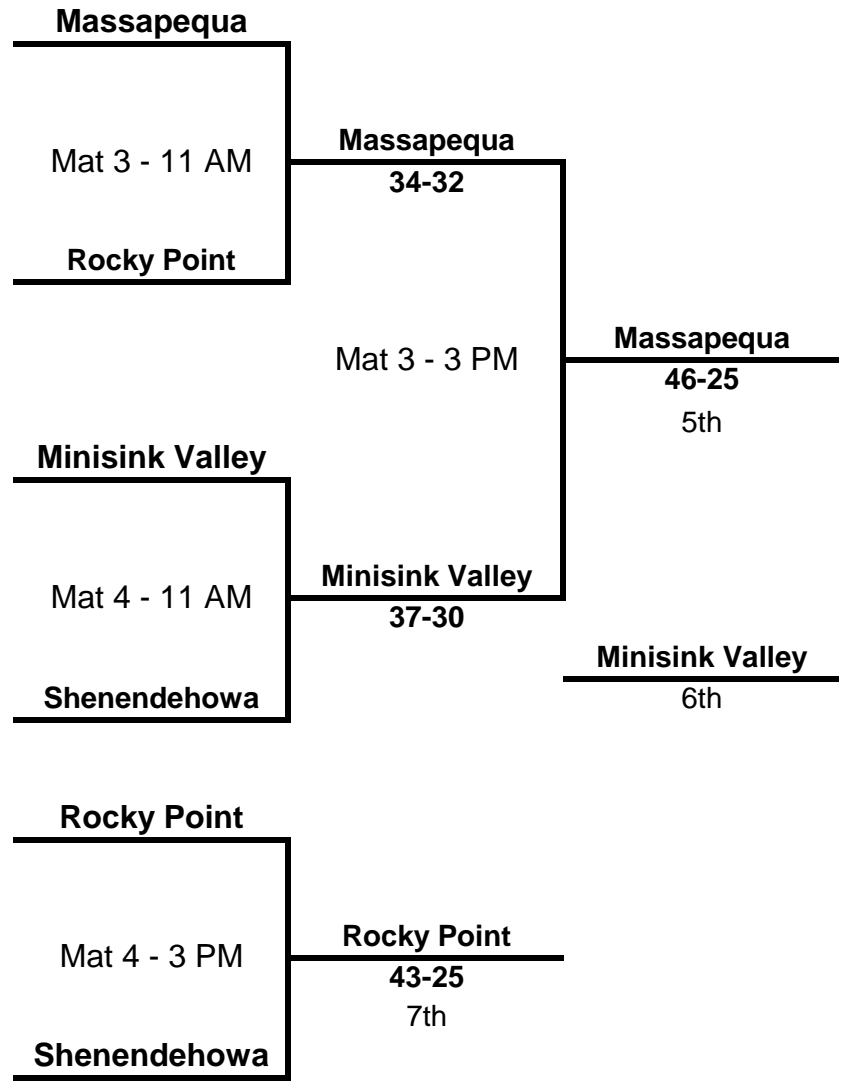 Massapequa
Mat 3 - 11 AM
Massapequa
34-32
Rocky Point
Mat 3 - 3 PM
Massapequa
46-25
5th
Minisink Valley
Mat 4 - 11 AM
Minisink Valley
37-30
Shenendehowa
Minisink Valley
6th
Rocky Point
Mat 4 - 3 PM
Rocky Point
43-25
7th
Shenendehowa